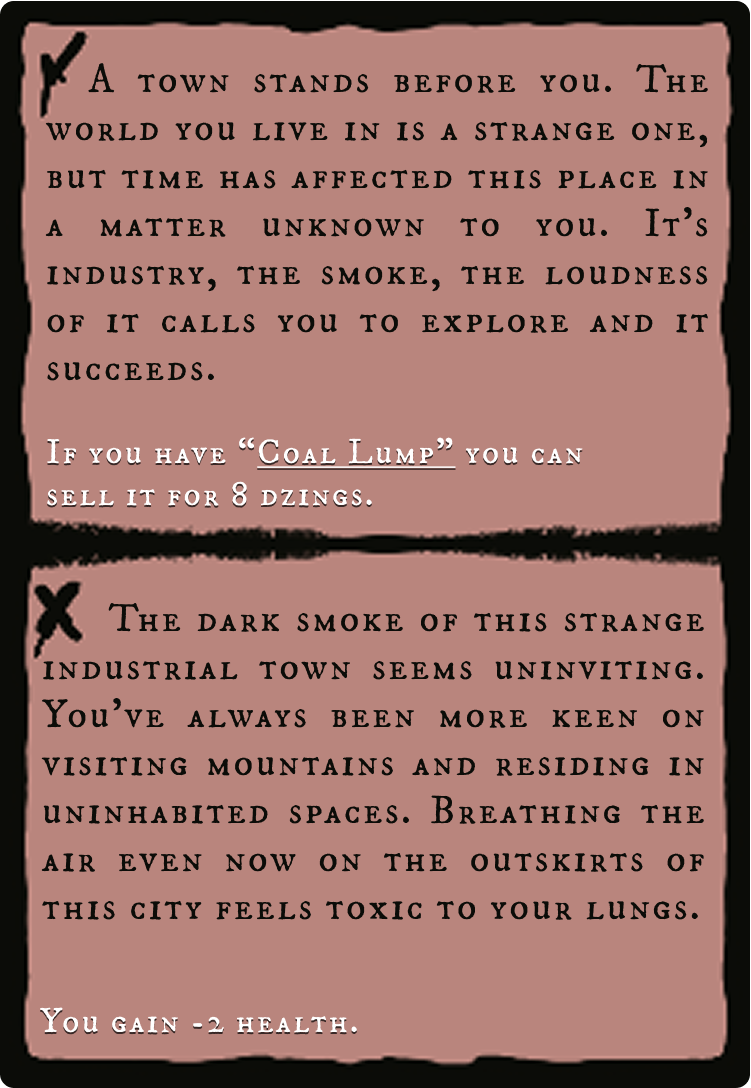 A town stands before you. The
world you live in is a strange one,
but time has affected this place in
a matter unknown to you. It's
industry, the smoke, the loudness
of it calls you to explore and it
succeeds.
If you have “Coal Lump” you can
sell it for 8 dzings.
The dark smoke of this strange
industrial town seems uninviting.
You've always been more keen on
visiting mountains and residing in
uninhabited spaces. Breathing the
air even now on the outskirts of
this city feels toxic to your lungs.
You gain -2 health.